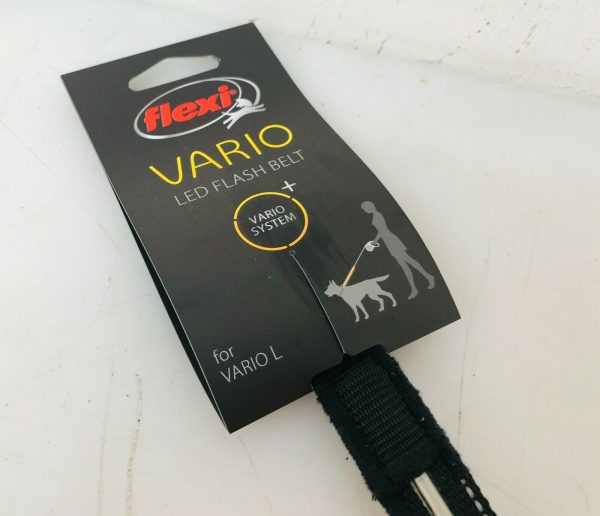 flexi®
VARIO
LED FLASH BELT
+
VARIO
SYSTEM
for
VARIO L